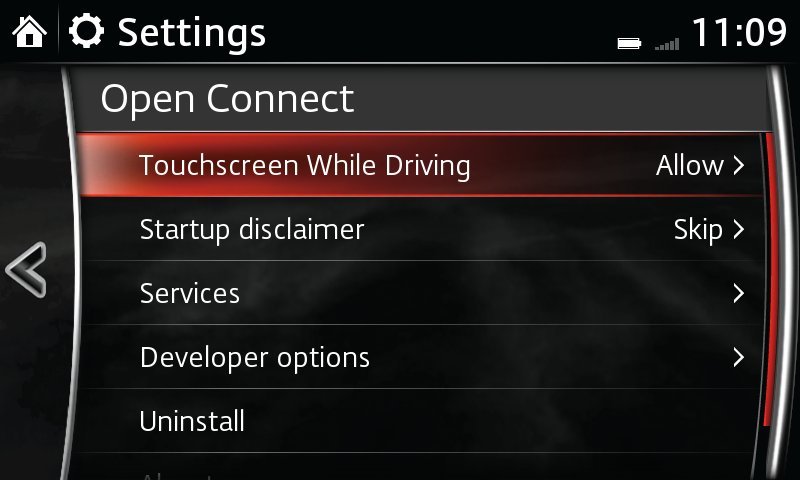 Settings 11:09
Open Connect
Touchscreen While Driving Allow
Startup disclaimer Skip
Services
Developer options
Uninstall